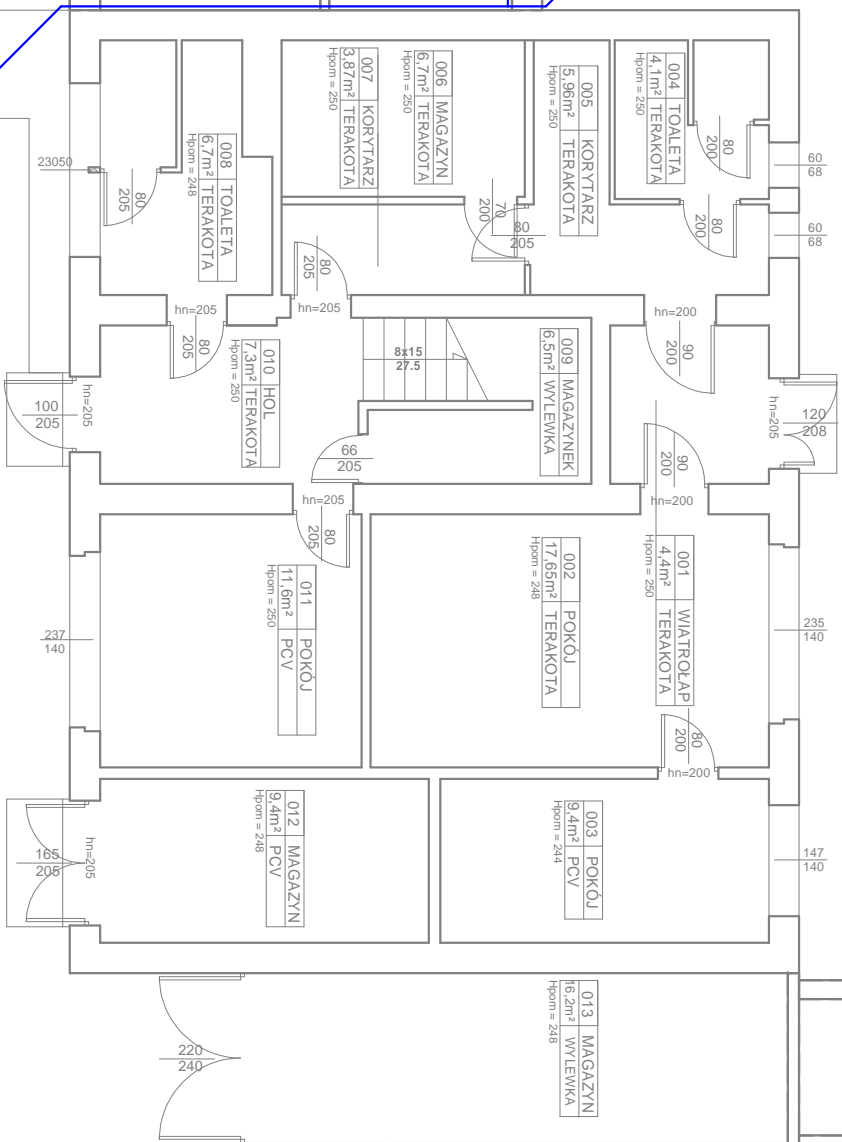 007 KORYTARZ
3,87m² TERAKOTA
Hpom = 250
006 MAGAZYN
6,7m² TERAKOTA
Hpom = 250
005 KORYTARZ
5,96m² TERAKOTA
Hpom = 250
004 TOALETA
4,1m² TERAKOTA
Hpom = 250
80
200
60
68
008 TOALETA
6,7m² TERAKOTA
Hpom = 248
23050
80
205
70
200
80
205
80
200
60
68
80
205
hn=205
hn=205
hn=200
80
205
90
200
010 HOL
7,3m² TERAKOTA
Hpom = 250
8x15
27.5
009 MAGAZYNEK
6,5m² WYLEWKA
100
205
hn=205
hn=205
120
208
66
205
90
200
hn=205
hn=200
80
205
011 POKÓJ
11,6m² PCV
Hpom = 250
002 POKÓJ
17,65m² TERAKOTA
Hpom = 248
001 WIATROŁAP
4,4m² TERAKOTA
Hpom = 250
237
140
235
140
80
200
hn=200
012 MAGAZYN
9,4m² PCV
Hpom = 248
003 POKÓJ
9,4m² PCV
Hpom = 244
165
205
hn=205
147
140
013 MAGAZYN
16,2m² WYLEWKA
Hpom = 248
220
240